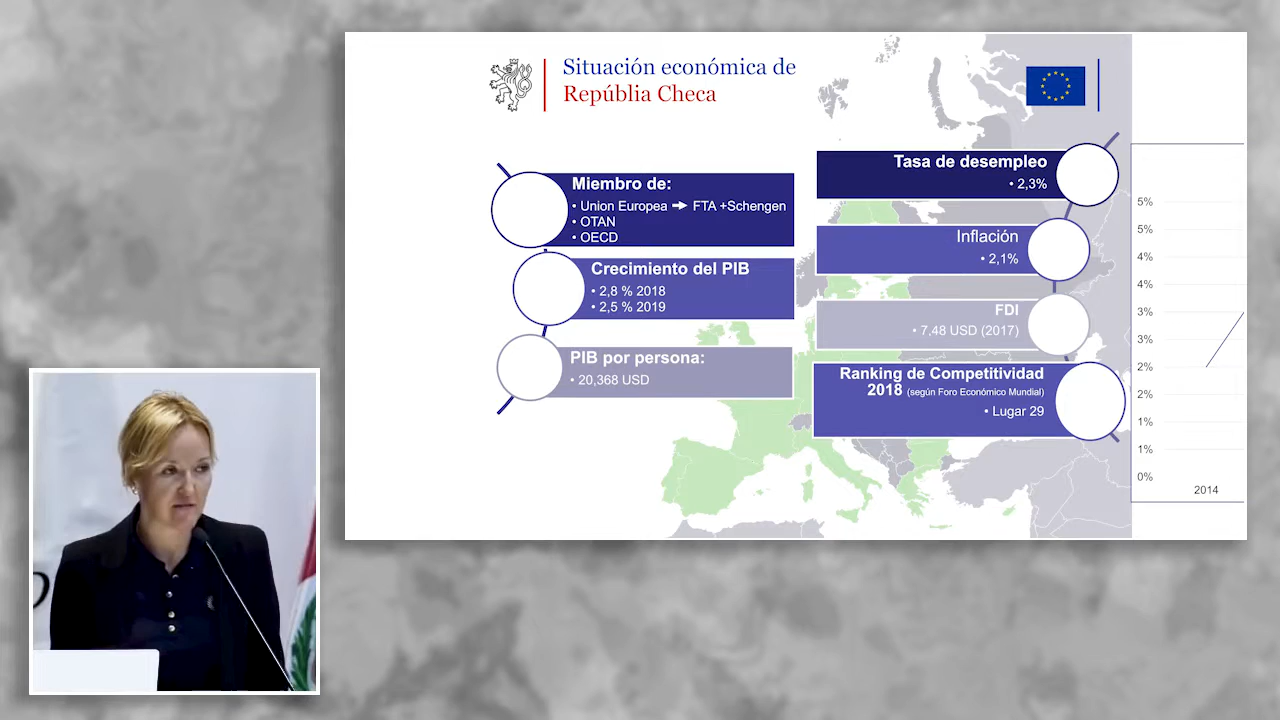 Situación económica de
Repúblia Checa
Miembro de:
• Union Europea → FTA +Schengen
• OTAN
• OECD
Crecimiento del PIB
• 2,8 % 2018
• 2,5 % 2019
PIB por persona:
• 20,368 USD
Tasa de desempleo
• 2,3%
Inflación
• 2,1%
FDI
• 7,48 USD (2017)
Ranking de Competitividad
2018 (según Foro Económico Mundial)
• Lugar 29
5%
5%
4%
4%
3%
3%
2%
2%
1%
1%
0%
2014